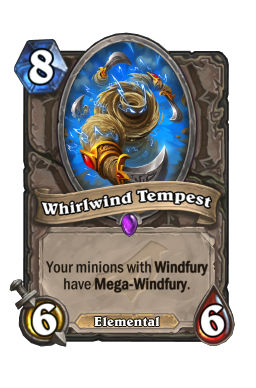 8
Whirlwind Tempest
Your minions with Windfury
have Mega-Windfury.
6
Elemental
6